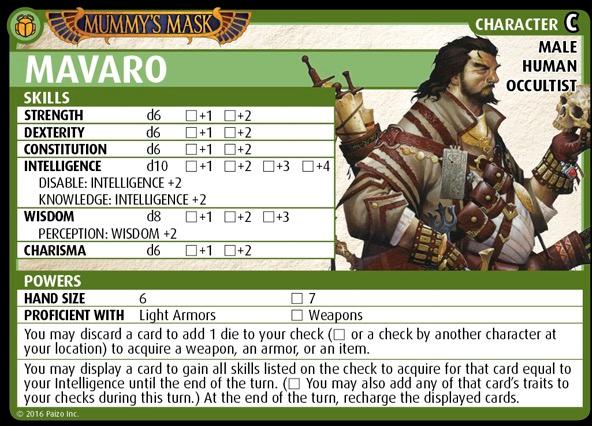 MUMMY'S MASK
CHARACTER C
MAVARO
MALE
HUMAN
OCCULTIST
SKILLS
STRENGTH d6 □ +1 □ +2
DEXTERITY d6 □ +1 □ +2
CONSTITUTION d6 □ +1 □ +2
INTELLIGENCE d10 □ +1 □ +2 □ +3 □ +4
DISABLE: INTELLIGENCE +2
KNOWLEDGE: INTELLIGENCE +2
WISDOM d8 □ +1 □ +2 □ +3
PERCEPTION: WISDOM +2
CHARISMA d6 □ +1 □ +2
POWERS
HAND SIZE 6 □ 7
PROFICIENT WITH Light Armors □ Weapons
You may discard a card to add 1 die to your check (□ or a check by another character at
your location) to acquire a weapon, an armor, or an item.
You may display a card to gain all skills listed on the check to acquire for that card equal to
your Intelligence until the end of the turn. (□ You may also add any of that card's traits to
your checks during this turn.) At the end of the turn, recharge the displayed cards.
© 2016 Paizo Inc.